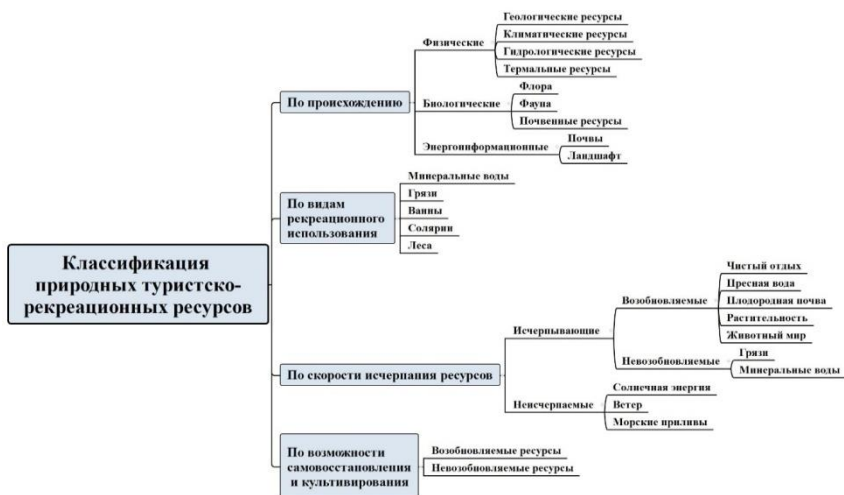 Классификация
природных туристско-
рекреационных ресурсов
По происхождению
Физические
Геологические ресурсы
Климатические ресурсы
Гидрологические ресурсы
Термальные ресурсы
Биологические
Флора
Фауна
Почвенные ресурсы
Энергоинформационные
Почвы
Ландшафт
По видам
рекреационного
использования
Минеральные воды
Грязи
Ванны
Солярии
Леса
По скорости исчерпания ресурсов
Исчерпывающие
Возобновляемые
Чистый отдых
Пресная вода
Плодородная почва
Растительность
Животный мир
Невозобновляемые
Грязи
Минеральные воды
Неисчерпаемые
Солнечная энергия
Ветер
Морские приливы
По возможности
самовосстановления
и культивирования
Возобновляемые ресурсы
Невозобновляемые ресурсы